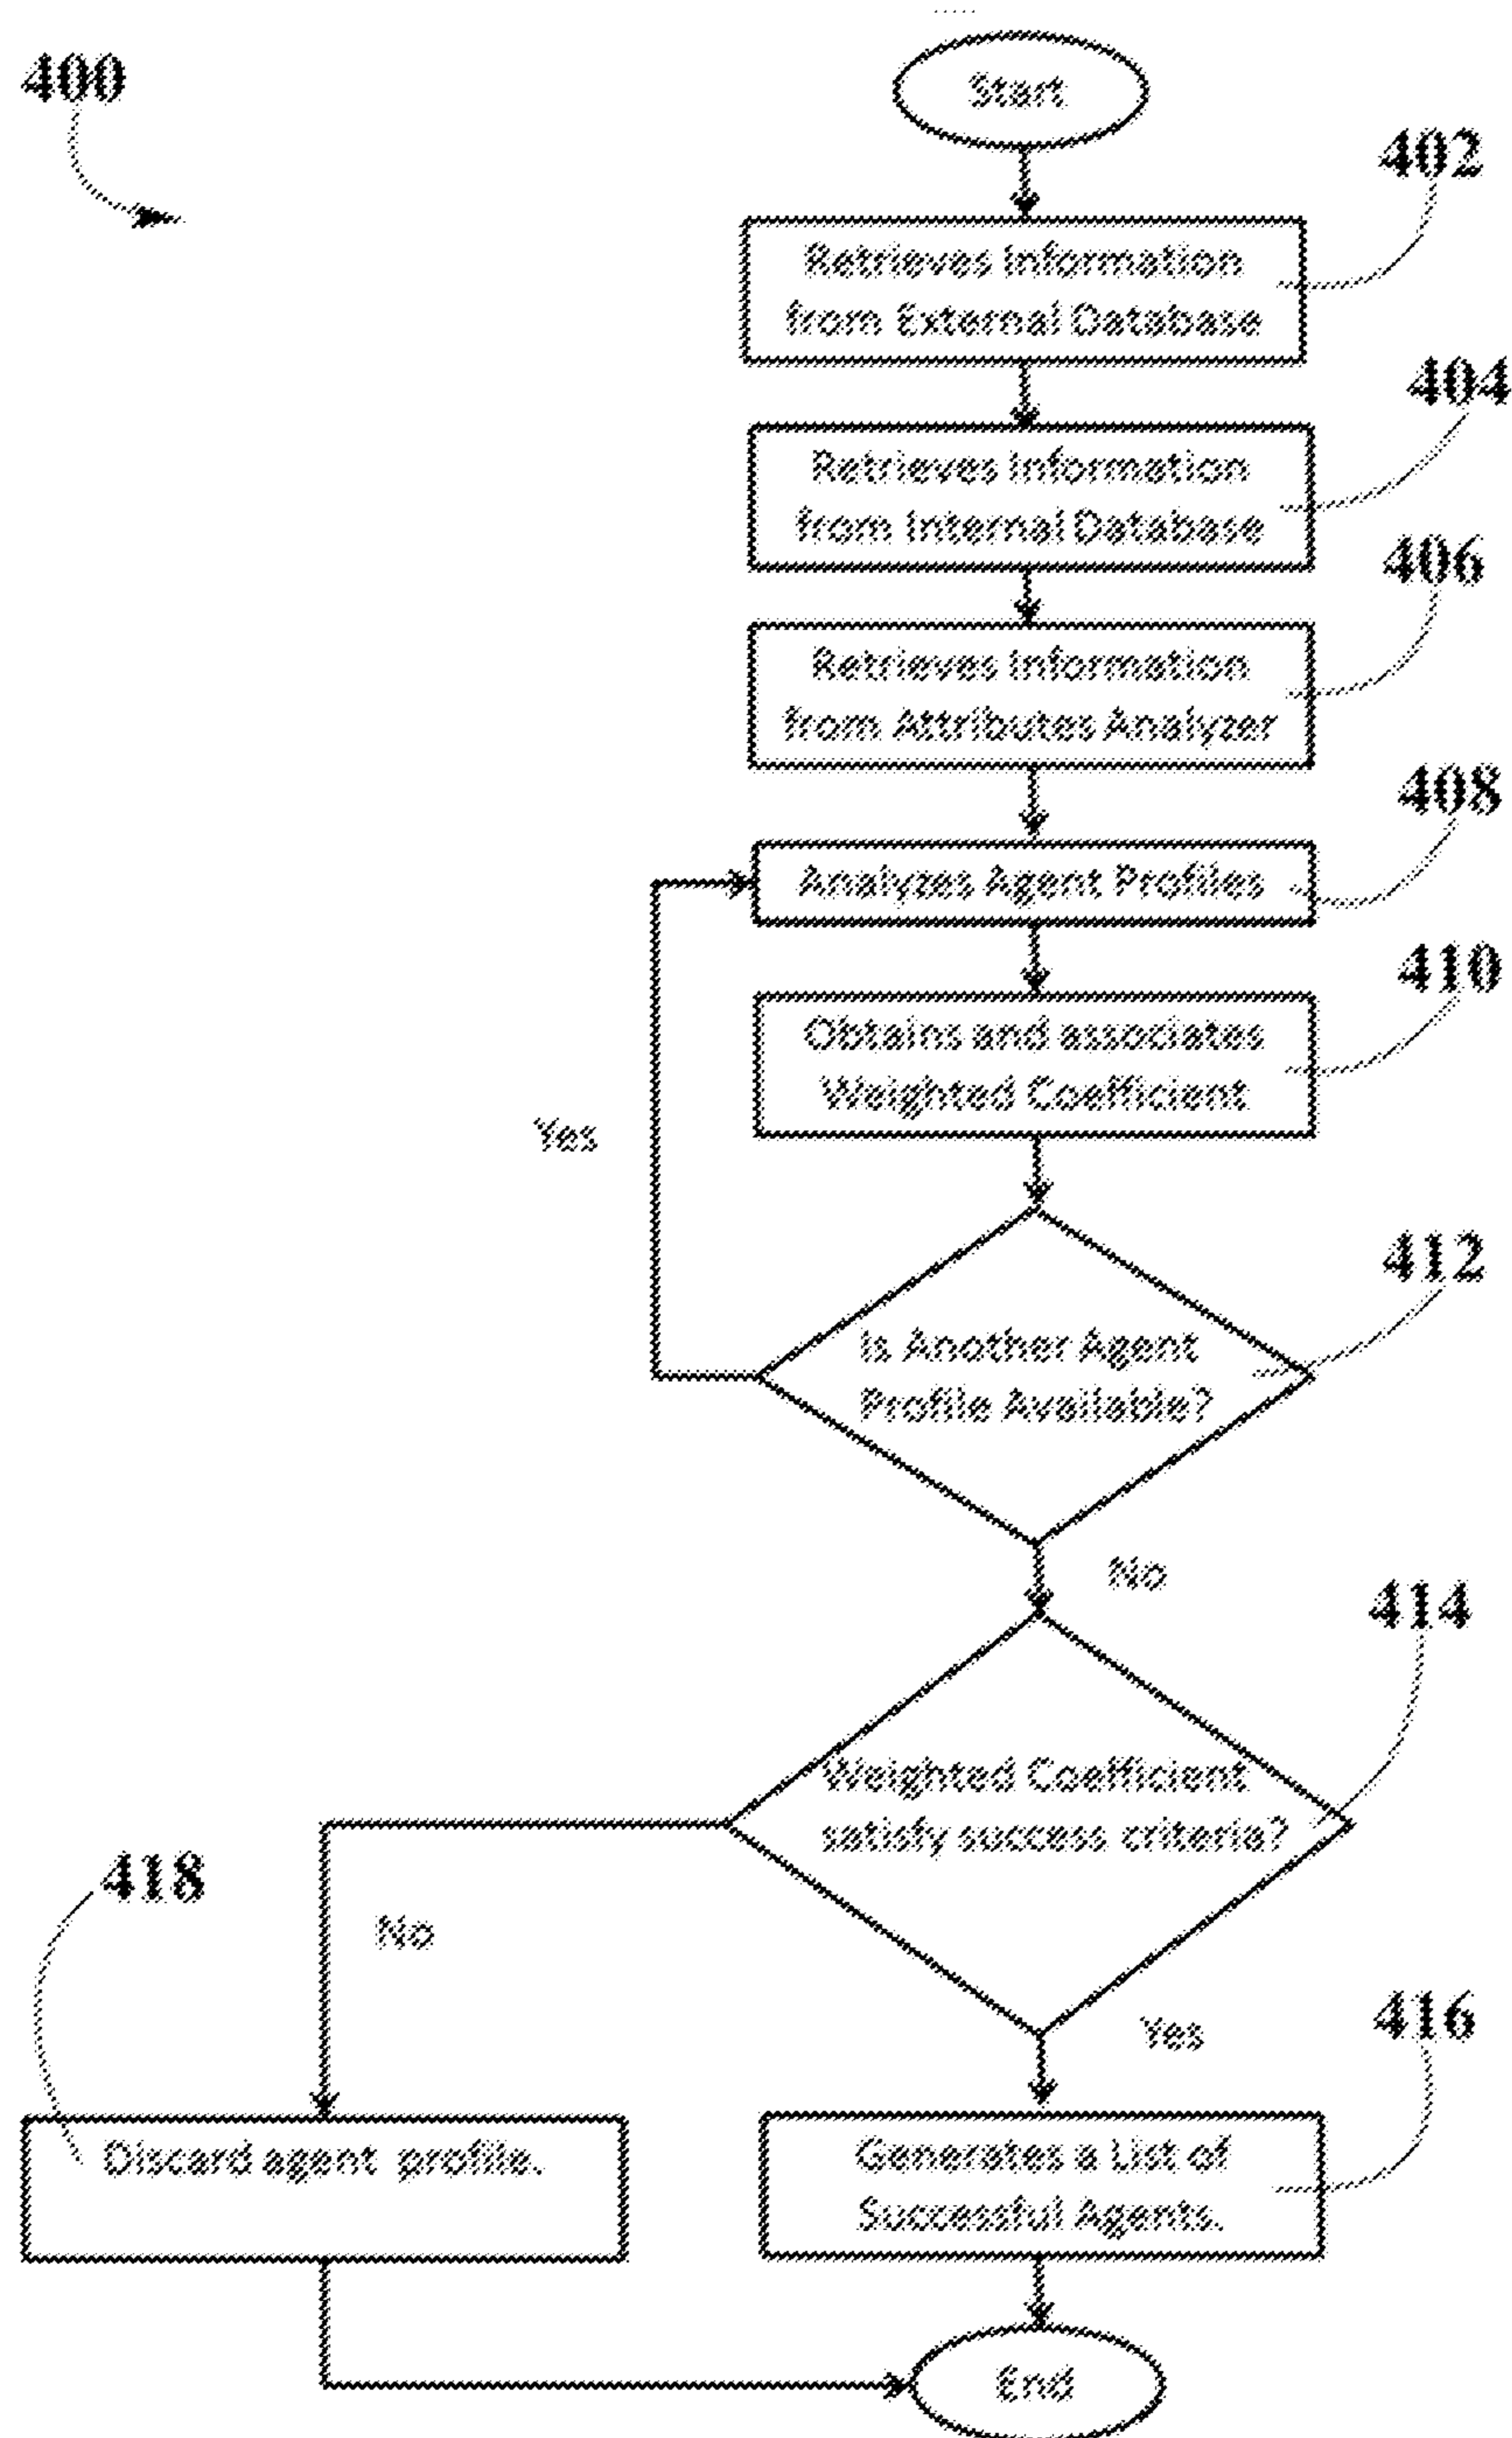 400
Start
402
Retrieves Information
from External Database
404
Retrieves Information
from Internal Database
406
Retrieves Information
from Attributes Analyzer
408
Analyzes Agent Profiles
410
Obtains and associates
Weighted Coefficient
Yes
412
Is Another Agent
Profile Available?
No
414
Weighted Coefficient
satisfy success criteria?
418
No
Yes
416
Discard agent profile.
Generates a List of
Successful Agents.
End